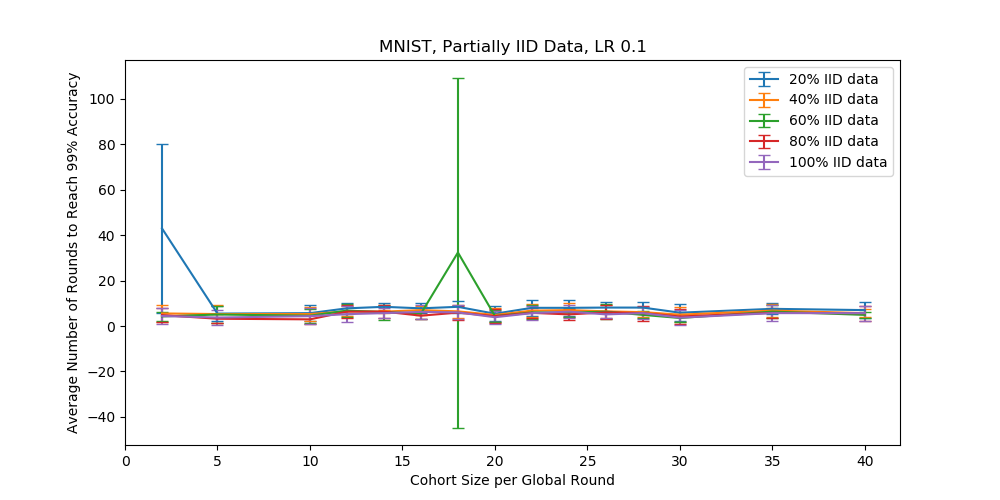 MNIST, Partially IID Data, LR 0.1
Average Number of Rounds to Reach 99% Accuracy
100
80
60
40
20
0
−20
−40
20% IID data
40% IID data
60% IID data
80% IID data
100% IID data
0 5 10 15 20 25 30 35 40
Cohort Size per Global Round